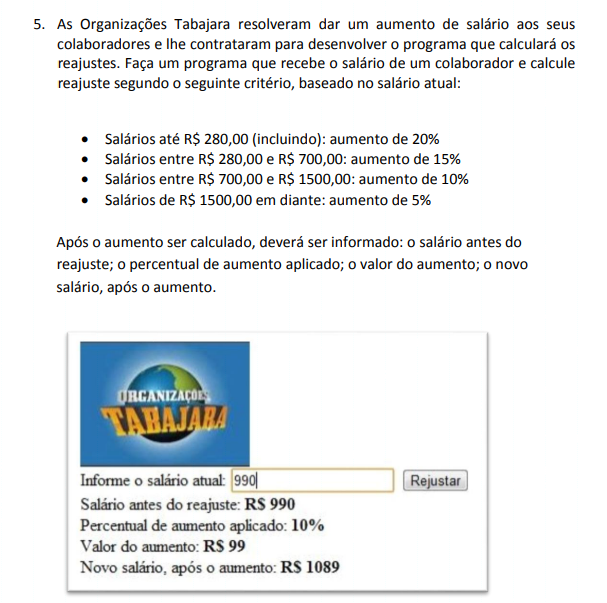 5. As Organizações Tabajara resolveram dar um aumento de salário aos seus
colaboradores e lhe contrataram para desenvolver o programa que calculará os
reajustes. Faça um programa que recebe o salário de um colaborador e calcule
reajuste segundo o seguinte critério, baseado no salário atual:
• Salários até R$ 280,00 (incluindo): aumento de 20%
• Salários entre R$ 280,00 e R$ 700,00: aumento de 15%
• Salários entre R$ 700,00 e R$ 1500,00: aumento de 10%
• Salários de R$ 1500,00 em diante: aumento de 5%
Após o aumento ser calculado, deverá ser informado: o salário antes do
reajuste; o percentual de aumento aplicado; o valor do aumento; o novo
salário, após o aumento.
ORGANIZAÇÕES
TABAJARA
Informe o salário atual: 990 Rejustar
Salário antes do reajuste: R$ 990
Percentual de aumento aplicado: 10%
Valor do aumento: R$ 99
Novo salário, após o aumento: R$ 1089